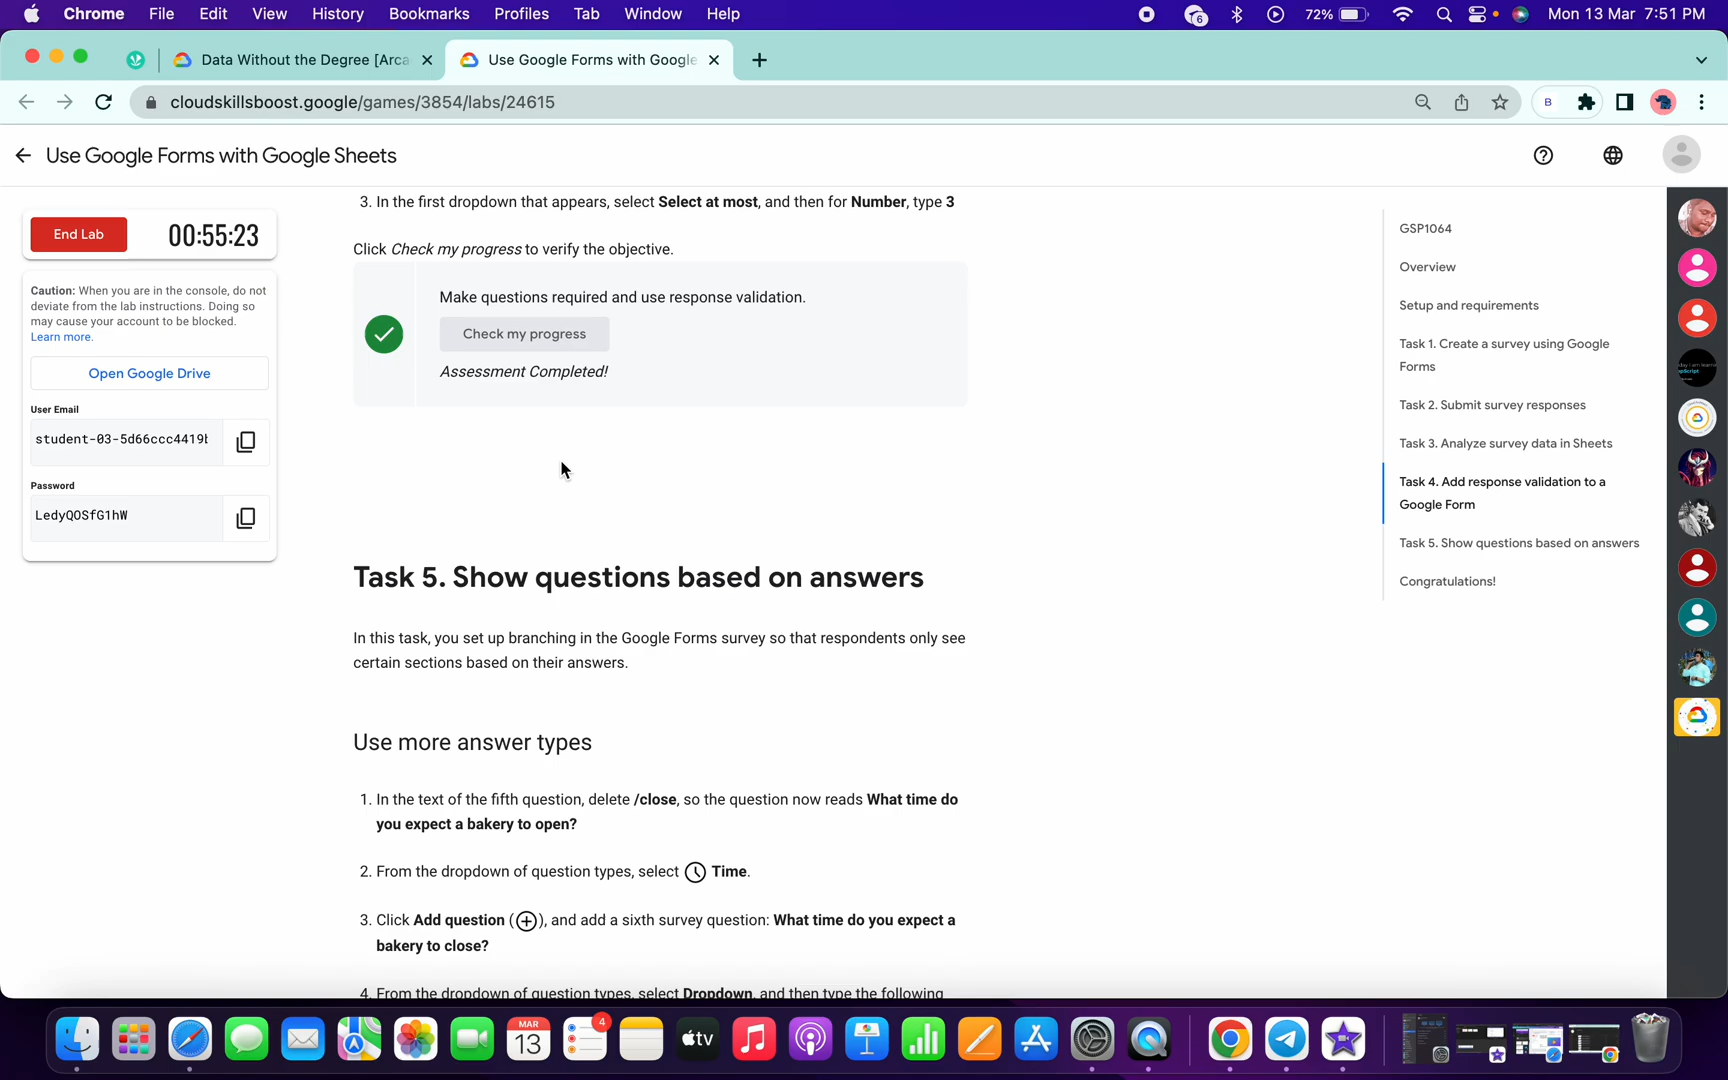 Chrome File Edit View History Bookmarks Profiles Tab Window Help 6 72% Mon 13 Mar 7:51 PM
Data Without the Degree [Arca
Use Google Forms with Google
cloudskillsboost.google/games/3854/labs/24615
B
Use Google Forms with Google Sheets
End Lab
00:55:23
Caution: When you are in the console, do not
deviate from the lab instructions. Doing so
may cause your account to be blocked.
Learn more.
Open Google Drive
User Email
student-03-5d66ccc4419
Password
LedyQOSfG1hW
3. In the first dropdown that appears, select Select at most, and then for Number, type 3
Click Check my progress to verify the objective.
Make questions required and use response validation.
Check my progress
Assessment Completed!
Task 5. Show questions based on answers
In this task, you set up branching in the Google Forms survey so that respondents only see
certain sections based on their answers.
Use more answer types
1. In the text of the fifth question, delete /close, so the question now reads What time do
you expect a bakery to open?
2. From the dropdown of question types, select Time.
3. Click Add question ( ), and add a sixth survey question: What time do you expect a
bakery to close?
4. From the dropdown of question types, select Dropdown, and then type the following
GSP1064
Overview
Setup and requirements
Task 1. Create a survey using Google
Forms
Task 2. Submit survey responses
Task 3. Analyze survey data in Sheets
Task 4. Add response validation to a
Google Form
Task 5. Show questions based on answers
Congratulations!
MAR
13
4
tv